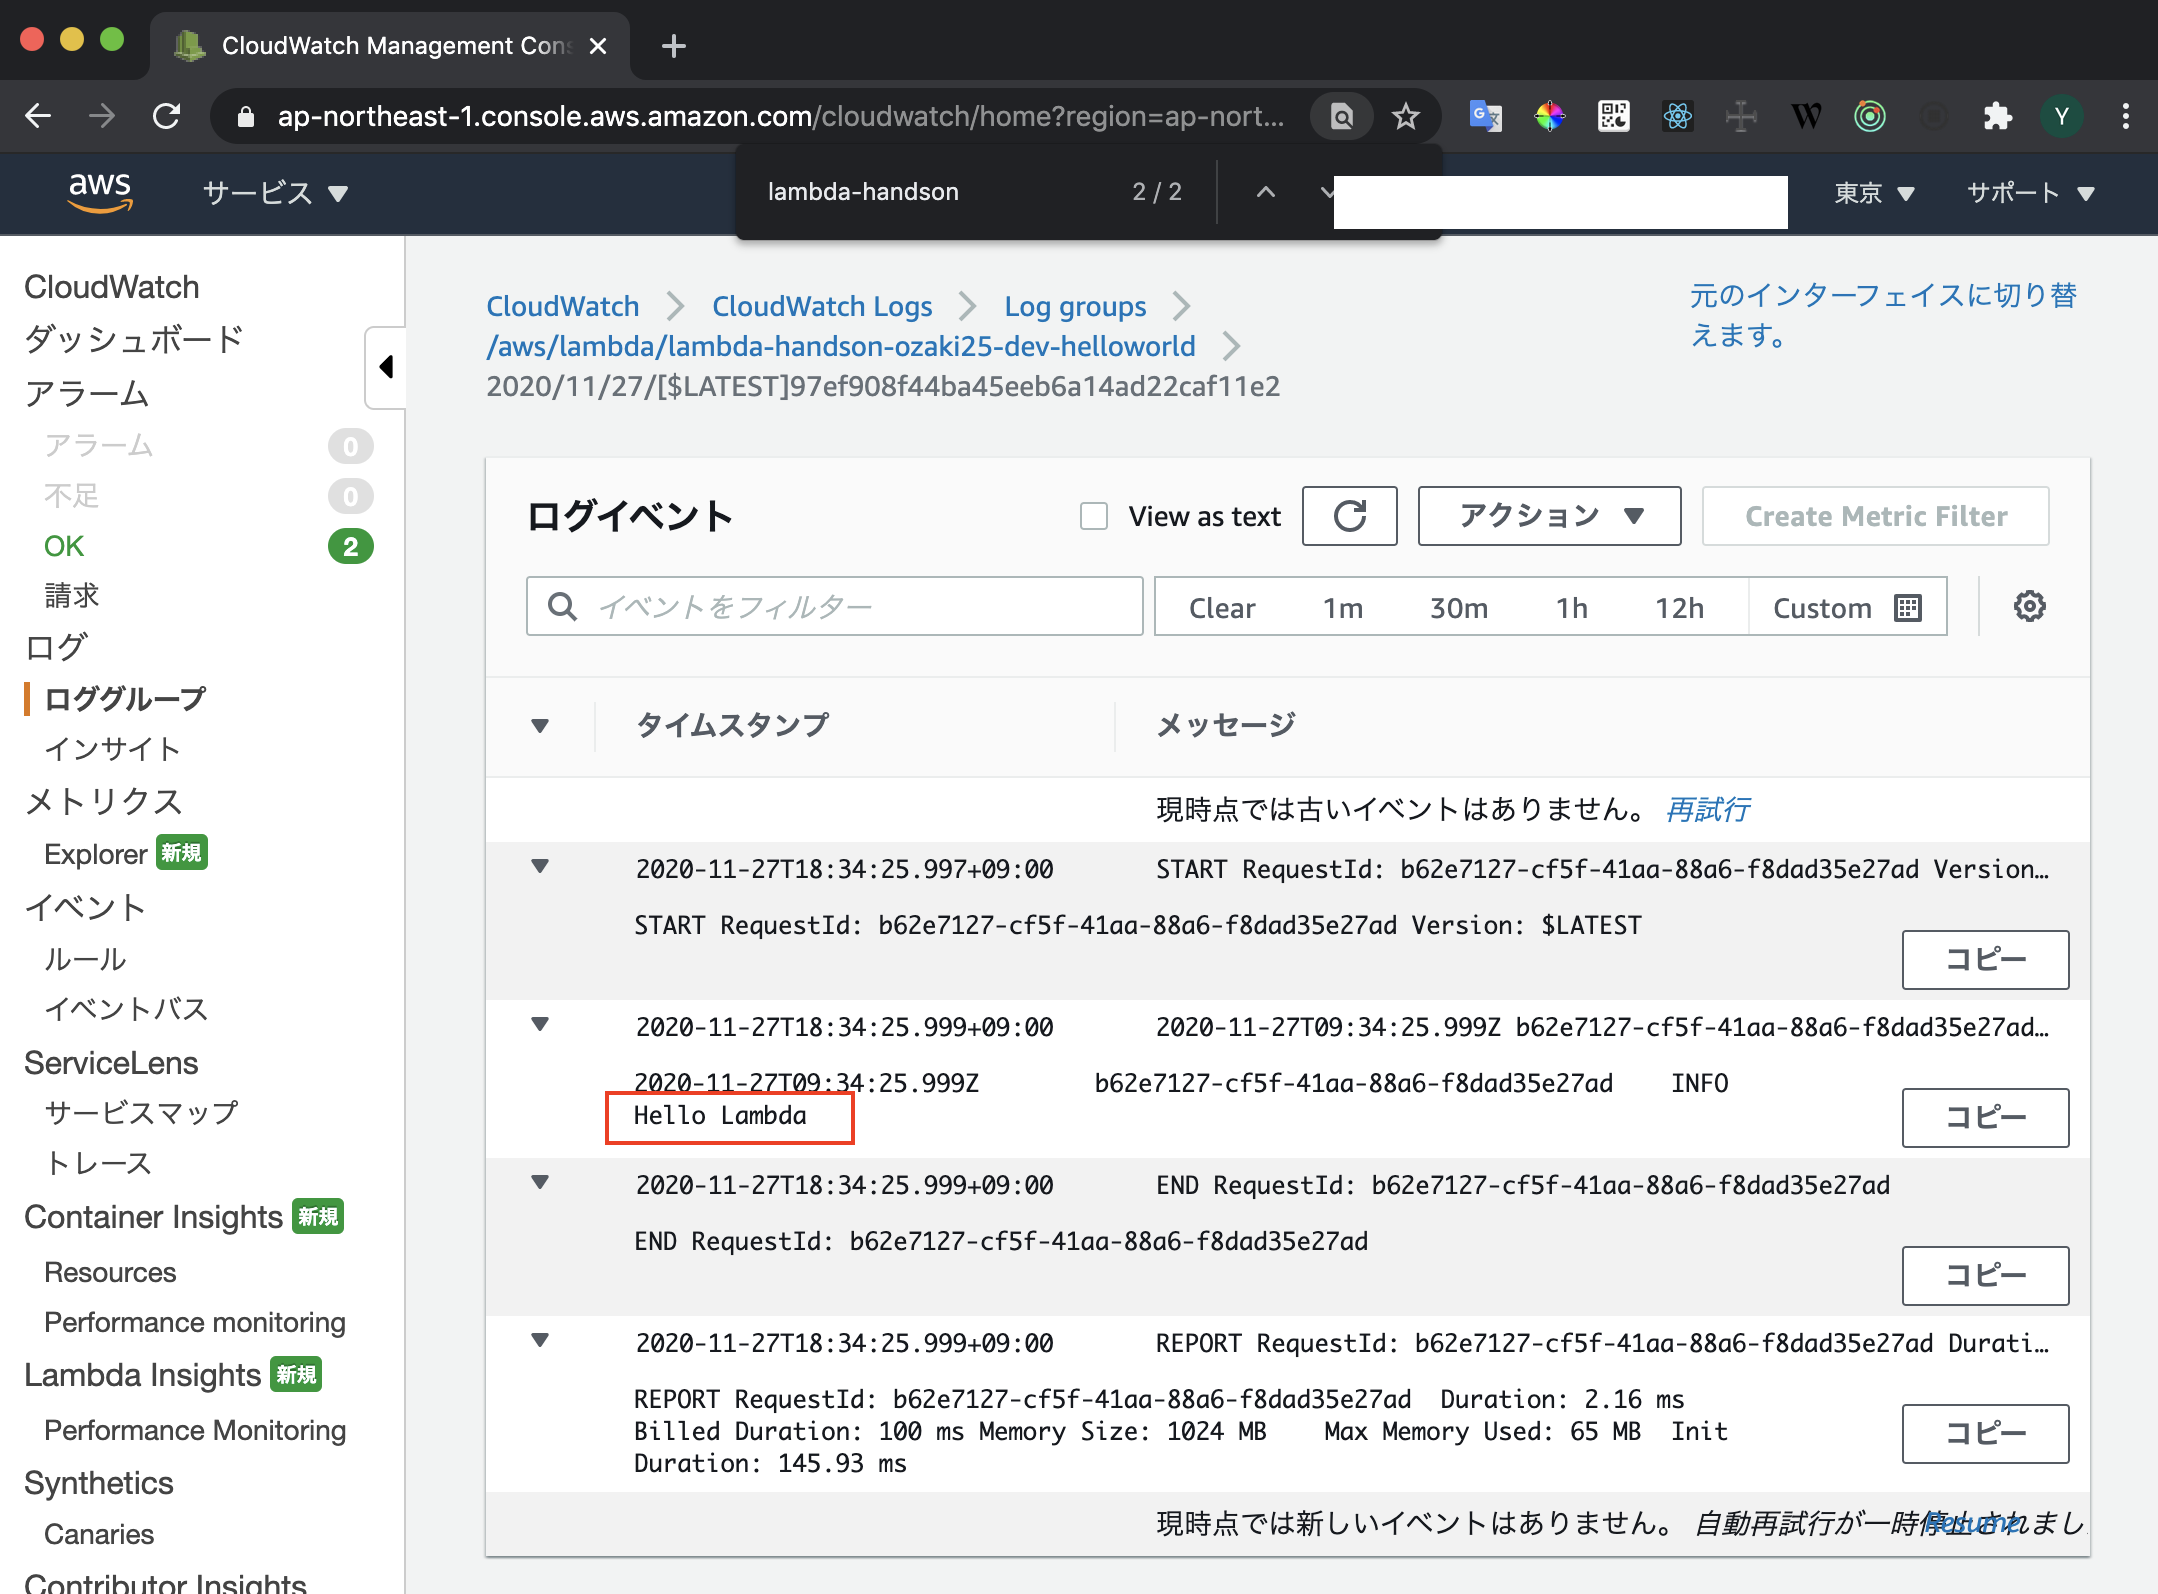 CloudWatch Management Cons
ap-northeast-1.console.aws.amazon.com/cloudwatch/home?region=ap-nort...
Y
aws
サービス
lambda-handson
2 / 2
東京
サポート
CloudWatch
ダッシュボード
アラーム
アラーム 0
不足 0
OK 2
請求
ログ
ロググループ
インサイト
メトリクス
Explorer 新規
イベント
ルール
イベントバス
ServiceLens
サービスマップ
トレース
Container Insights 新規
Resources
Performance monitoring
Lambda Insights 新規
Performance Monitoring
Synthetics
Canaries
Contributor Insights
CloudWatch CloudWatch Logs Log groups
/aws/lambda/lambda-handson-ozaki25-dev-helloworld
2020/11/27/[$LATEST]97ef908f44ba45eeb6a14ad22caf11e2
元のインターフェイスに切り替
えます。
ログイベント
View as text
アクション
Create Metric Filter
イベントをフィルター
Clear 1m 30m 1h 12h Custom
タイムスタンプ メッセージ
現時点では古いイベントはありません。 再試行
2020-11-27T18:34:25.997+09:00 START RequestId: b62e7127-cf5f-41aa-88a6-f8dad35e27ad Version...
START RequestId: b62e7127-cf5f-41aa-88a6-f8dad35e27ad Version: $LATEST
コピー
2020-11-27T18:34:25.999+09:00 2020-11-27T09:34:25.999Z b62e7127-cf5f-41aa-88a6-f8dad35e27ad...
2020-11-27T09:34:25.999Z b62e7127-cf5f-41aa-88a6-f8dad35e27ad INFO
Hello Lambda
コピー
2020-11-27T18:34:25.999+09:00 END RequestId: b62e7127-cf5f-41aa-88a6-f8dad35e27ad
END RequestId: b62e7127-cf5f-41aa-88a6-f8dad35e27ad
コピー
2020-11-27T18:34:25.999+09:00 REPORT RequestId: b62e7127-cf5f-41aa-88a6-f8dad35e27ad Durati...
REPORT RequestId: b62e7127-cf5f-41aa-88a6-f8dad35e27ad Duration: 2.16 ms
Billed Duration: 100 ms Memory Size: 1024 MB Max Memory Used: 65 MB Init
Duration: 145.93 ms
コピー
現時点では新しいイベントはありません。 自動再試行が一時停止されまし
Resume